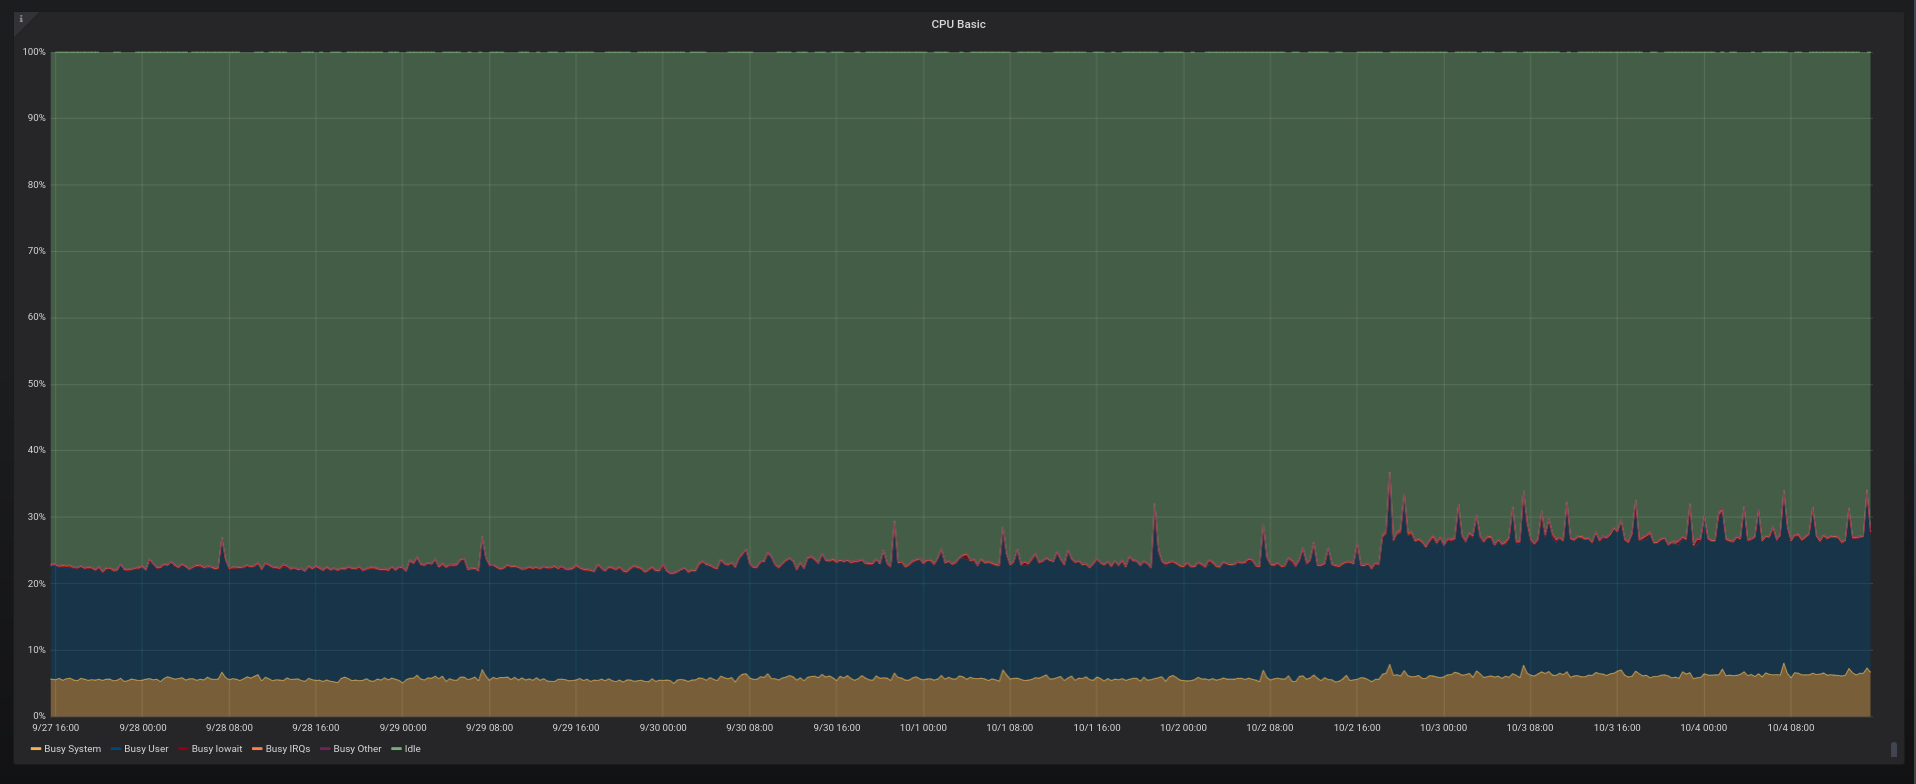 i
CPU Basic
100%
90%
80%
70%
60%
50%
40%
30%
20%
10%
0%
9/27 16:00 9/28 00:00 9/28 08:00 9/28 16:00 9/29 00:00 9/29 08:00 9/29 16:00 9/30 00:00 9/30 08:00 9/30 16:00 10/1 00:00 10/1 08:00 10/1 16:00 10/2 00:00 10/2 08:00 10/2 16:00 10/3 00:00 10/3 08:00 10/3 16:00 10/4 00:00 10/4 08:00
Busy System Busy User Busy Iowait Busy IRQs Busy Other Idle